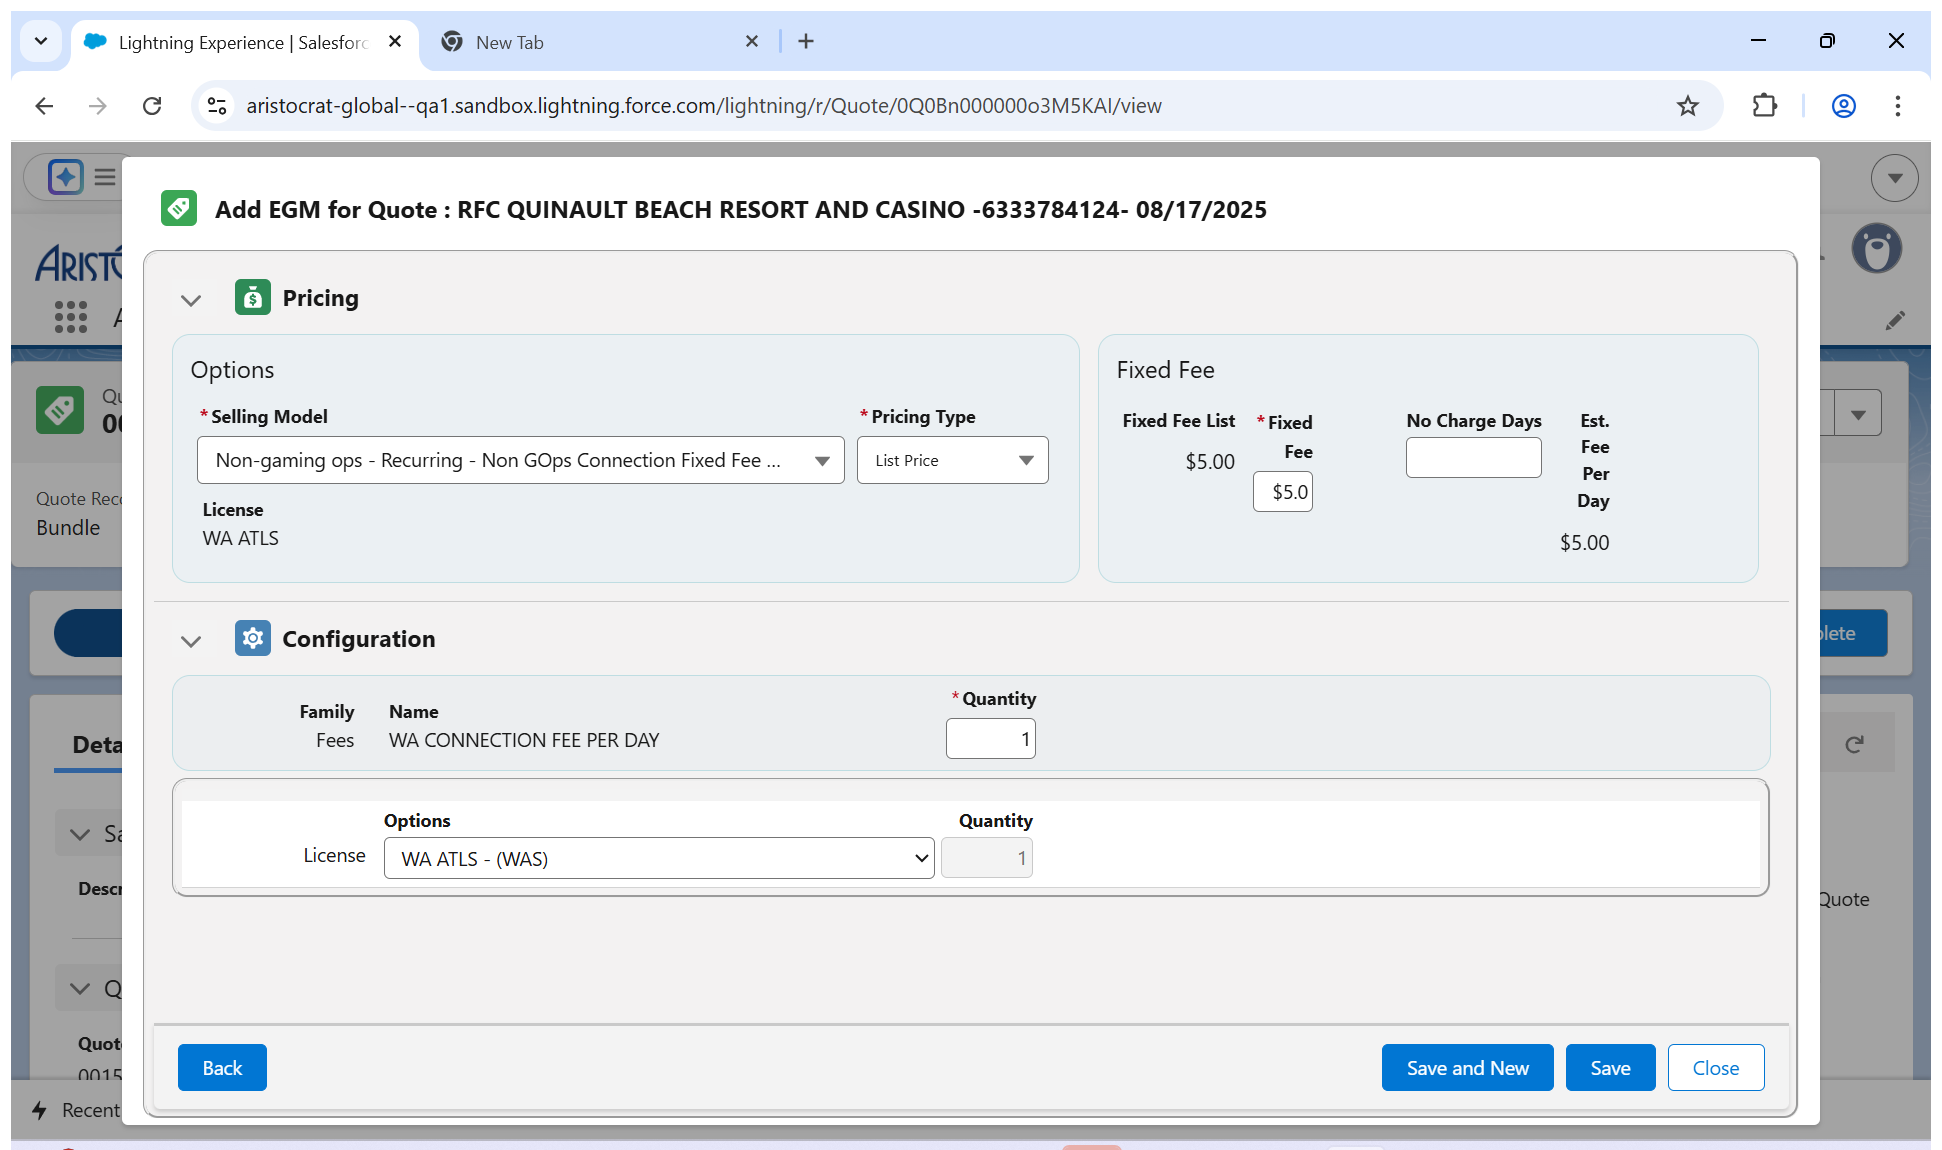 Lightning Experience | Salesforc
New Tab
aristocrat-global--qa1.sandbox.lightning.force.com/lightning/r/Quote/0Q0Bn000000o3M5KAI/view
Add EGM for Quote : RFC QUINAULT BEACH RESORT AND CASINO -6333784124- 08/17/2025
ARISTO
A
Pricing
Options
*Selling Model
*Pricing Type
Non-gaming ops - Recurring - Non GOps Connection Fixed Fee ...
List Price
License
WA ATLS
Fixed Fee
Fixed Fee List
*Fixed
Fee
No Charge Days
Est.
Fee
Per
Day
$5.00
$5.0
$5.00
Qu
00
Quote Rec
Bundle
Configuration
plete
Family
Name
*Quantity
Fees
WA CONNECTION FEE PER DAY
1
Options
Quantity
License
WA ATLS - (WAS)
1
Deta
Sa
Descr
Quote
Q
Quot
0015
Back
Save and New
Save
Close
Recent